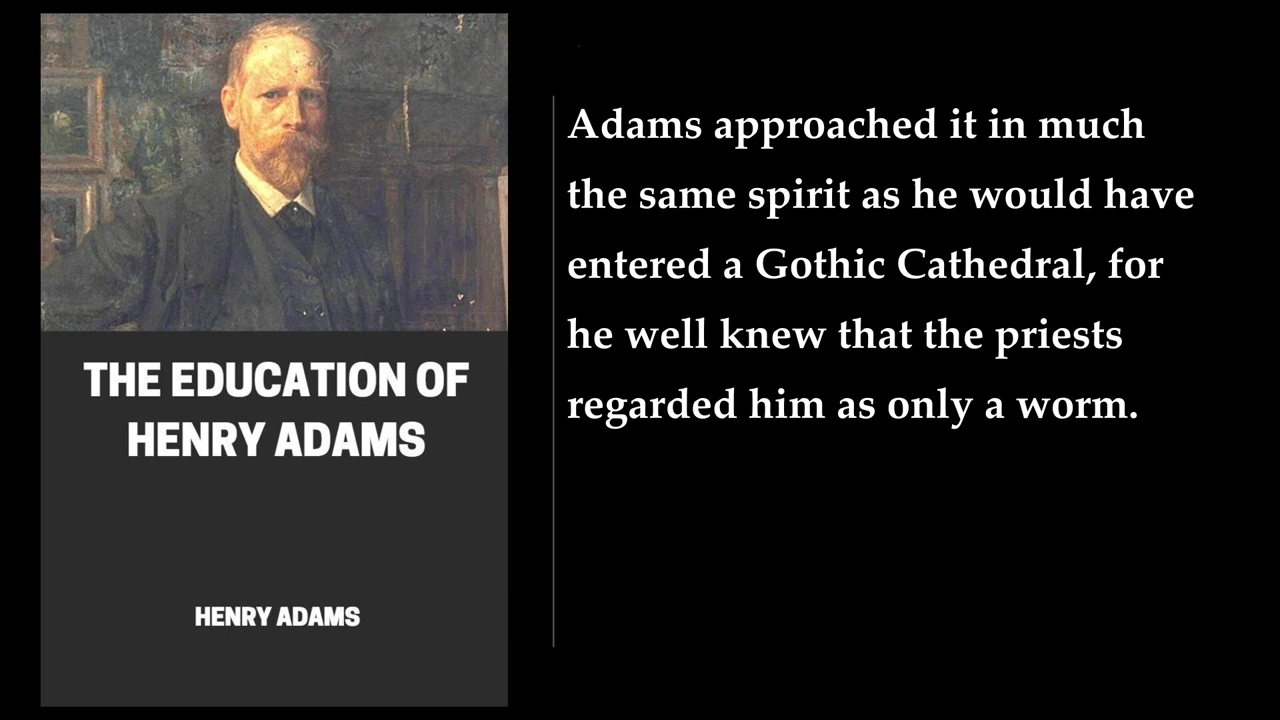 THE EDUCATION OF
HENRY ADAMS
HENRY ADAMS
Adams approached it in much
the same spirit as he would have
entered a Gothic Cathedral, for
he well knew that the priests
regarded him as only a worm.